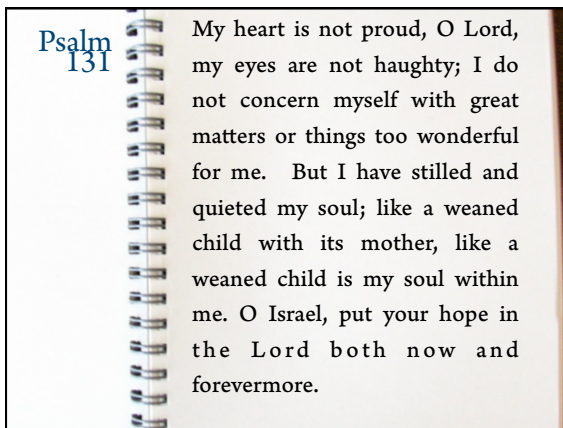 Psalm
131
My heart is not proud, O Lord,
my eyes are not haughty; I do
not concern myself with great
matters or things too wonderful
for me. But I have stilled and
quieted my soul; like a weaned
child with its mother, like a
weaned child is my soul within
me. O Israel, put your hope in
the Lord both now and
forevermore.